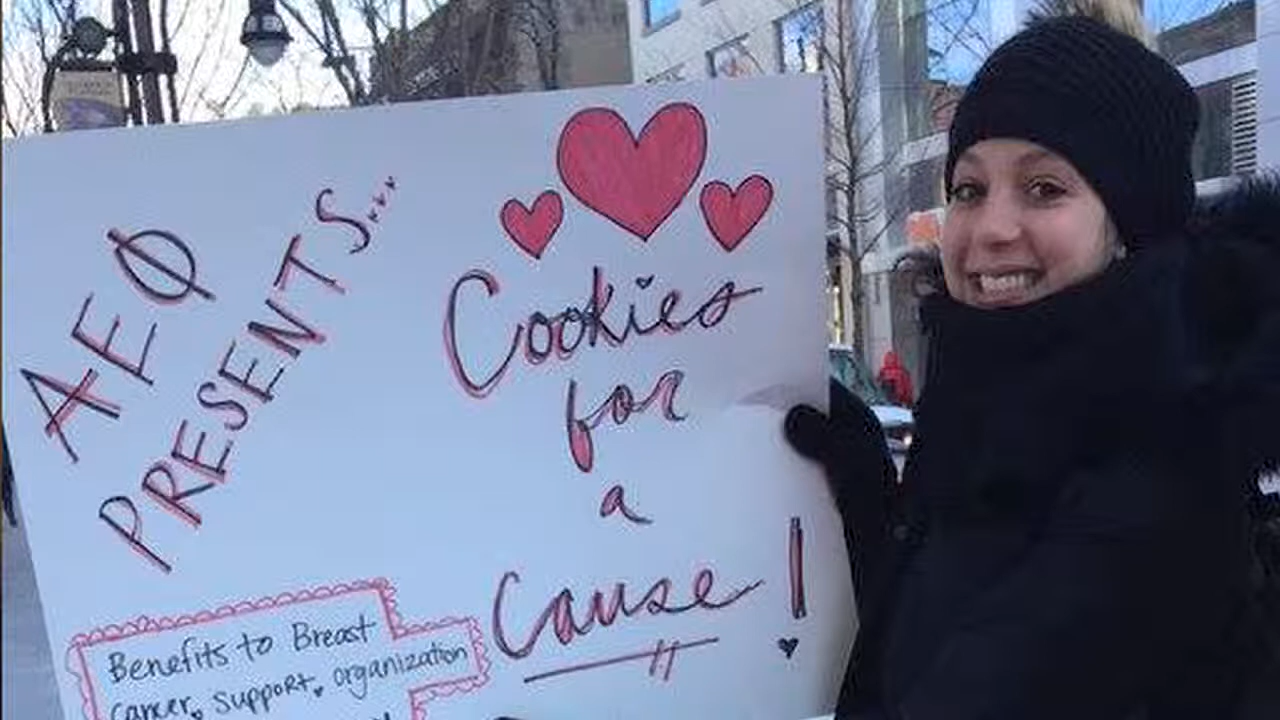 AEΦ
PRESENTS...
Cookies
for
a
Cause!
Benefits to Breast
cancer support organization